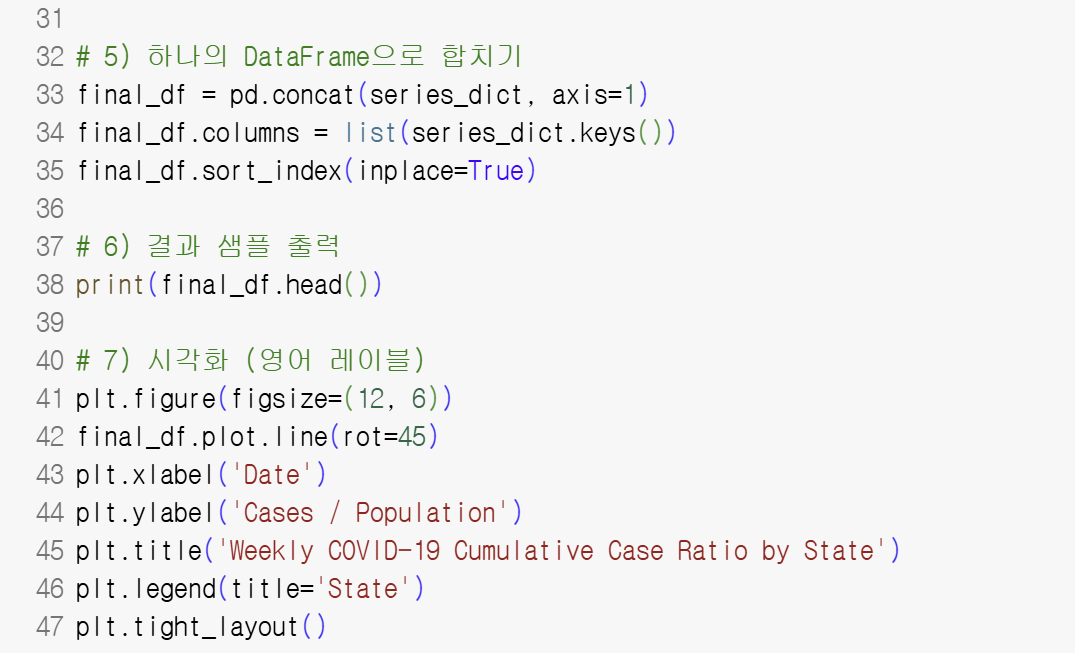 31
32 # 5) 하나의 DataFrame으로 합치기
33 final_df = pd.concat(series_dict, axis=1)
34 final_df.columns = list(series_dict.keys())
35 final_df.sort_index(inplace=True)
36
37 # 6) 결과 샘플 출력
38 print(final_df.head())
39
40 # 7) 시각화 (영어 레이블)
41 plt.figure(figsize=(12, 6))
42 final_df.plot.line(rot=45)
43 plt.xlabel('Date')
44 plt.ylabel('Cases / Population')
45 plt.title('Weekly COVID-19 Cumulative Case Ratio by State')
46 plt.legend(title='State')
47 plt.tight_layout()